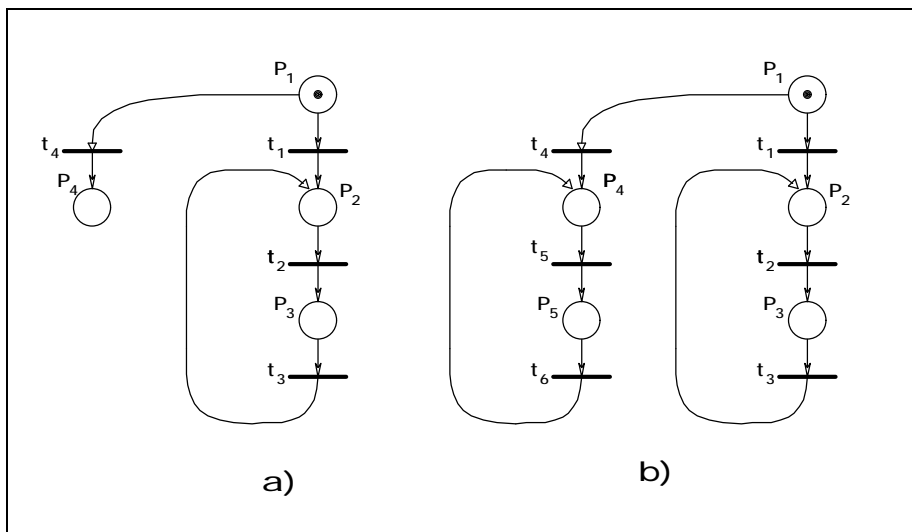 P1 P1
t4 t1 t4 t1
P4 P2 P4 P2
t2 t5 t2
P3 P5 P3
t3 t6 t3
a) b)